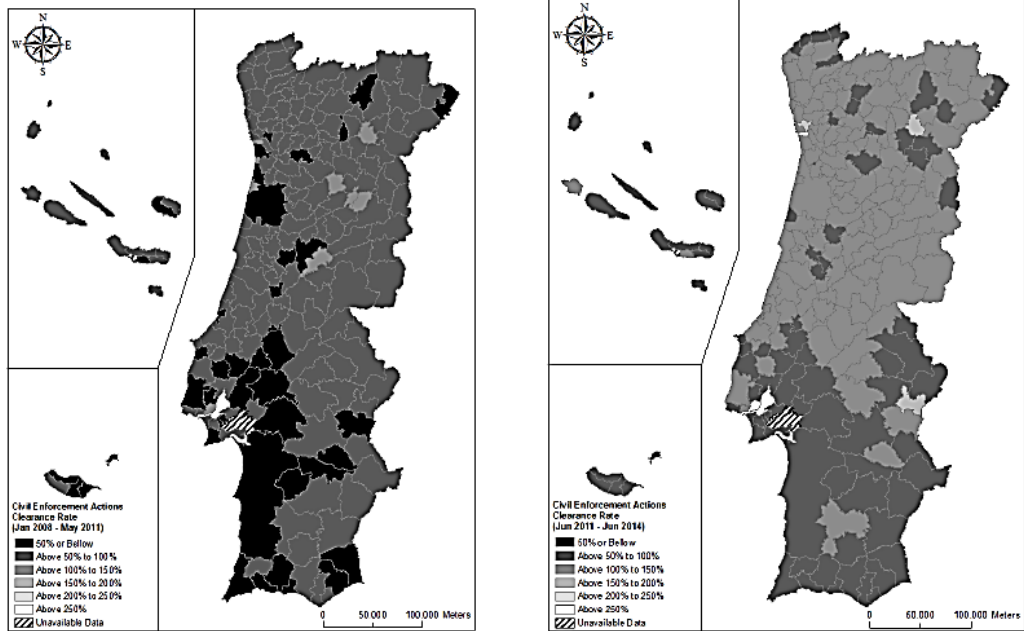 N
W E
S
Civil Enforcement Actions
Clearance Rate
(Jan 2008 - May 2011)
50% or Bellow
Above 50% to 100%
Above 100% to 150%
Above 150% to 200%
Above 200% to 250%
Above 250%
Unavailable Data
0 50.000 100.000 Meters
N
W E
S
Civil Enforcement Actions
Clearance Rate
(Jun 2011 - Jun 2014)
50% or Bellow
Above 50% to 100%
Above 100% to 150%
Above 150% to 200%
Above 200% to 250%
Above 250%
Unavailable Data
0 60.000 100.000 Meters